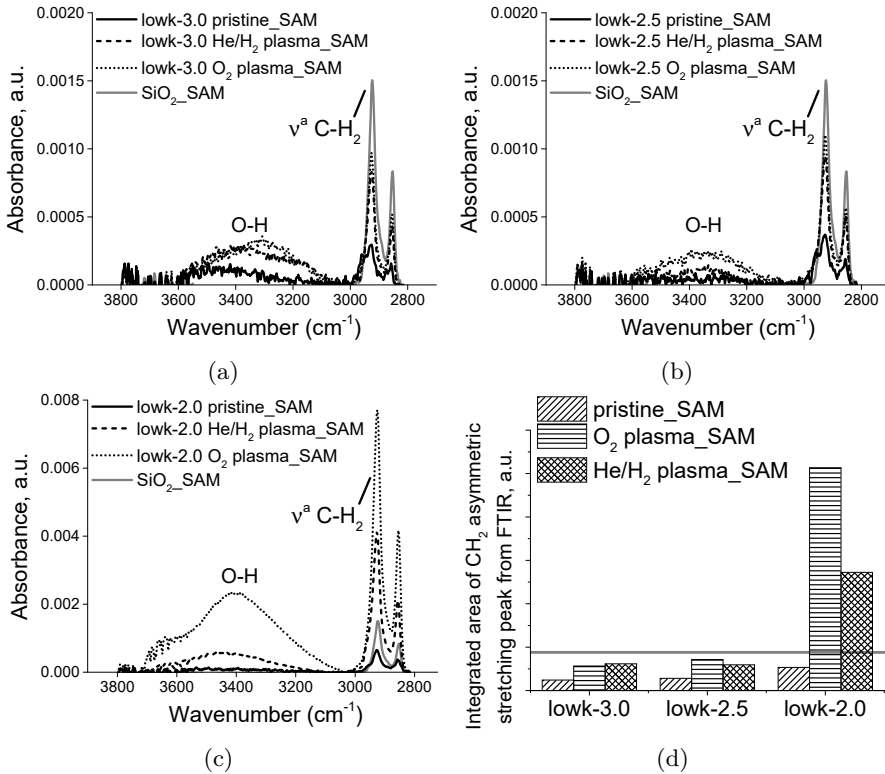 lowk-3.0 pristine_SAM
lowk-3.0 He/H₂ plasma_SAM
lowk-3.0 O₂ plasma_SAM
SiO₂_SAM
νᵃ C-H₂
O-H
Absorbance, a.u.
0.0020
0.0015
0.0010
0.0005
0.0000
3800 3600 3400 3200 3000 2800
Wavenumber (cm⁻¹)
(a)
lowk-2.5 pristine_SAM
lowk-2.5 He/H₂ plasma_SAM
lowk-2.5 O₂ plasma_SAM
SiO₂_SAM
νᵃ C-H₂
O-H
Absorbance, a.u.
0.0020
0.0015
0.0010
0.0005
0.0000
3800 3600 3400 3200 3000 2800
Wavenumber (cm⁻¹)
(b)
lowk-2.0 pristine_SAM
lowk-2.0 He/H₂ plasma_SAM
lowk-2.0 O₂ plasma_SAM
SiO₂_SAM
νᵃ C-H₂
O-H
Absorbance, a.u.
0.008
0.006
0.004
0.002
0.000
3800 3600 3400 3200 3000 2800
Wavenumber (cm⁻¹)
(c)
pristine_SAM
O₂ plasma_SAM
He/H₂ plasma_SAM
Integrated area of CH₂ asymmetric
stretching peak from FTIR, a.u.
lowk-3.0 lowk-2.5 lowk-2.0
(d)